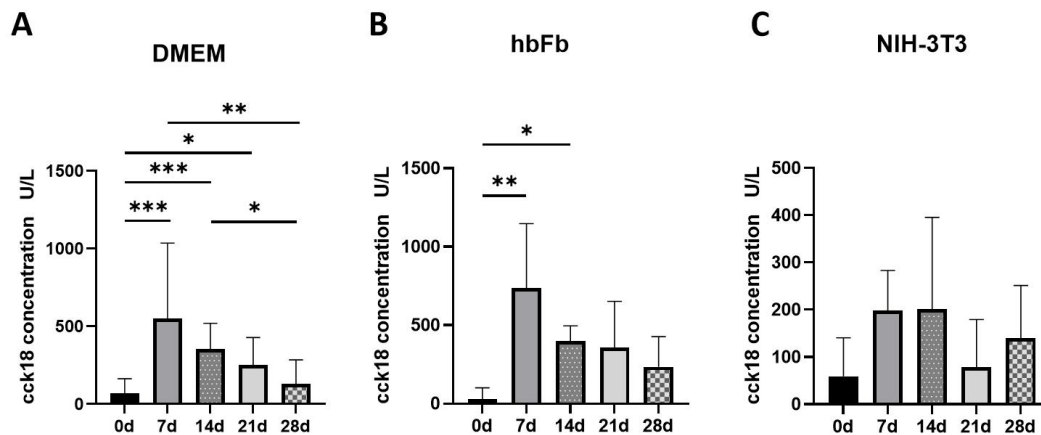 A
DMEM
**
*
***
***
*
cck18 concentration U/L
1500
1000
500
0
0d 7d 14d 21d 28d
B
hbFb
*
**
cck18 concentration U/L
1500
1000
500
0
0d 7d 14d 21d 28d
C
NIH-3T3
cck18 concentration U/L
500
400
300
200
100
0
0d 7d 14d 21d 28d